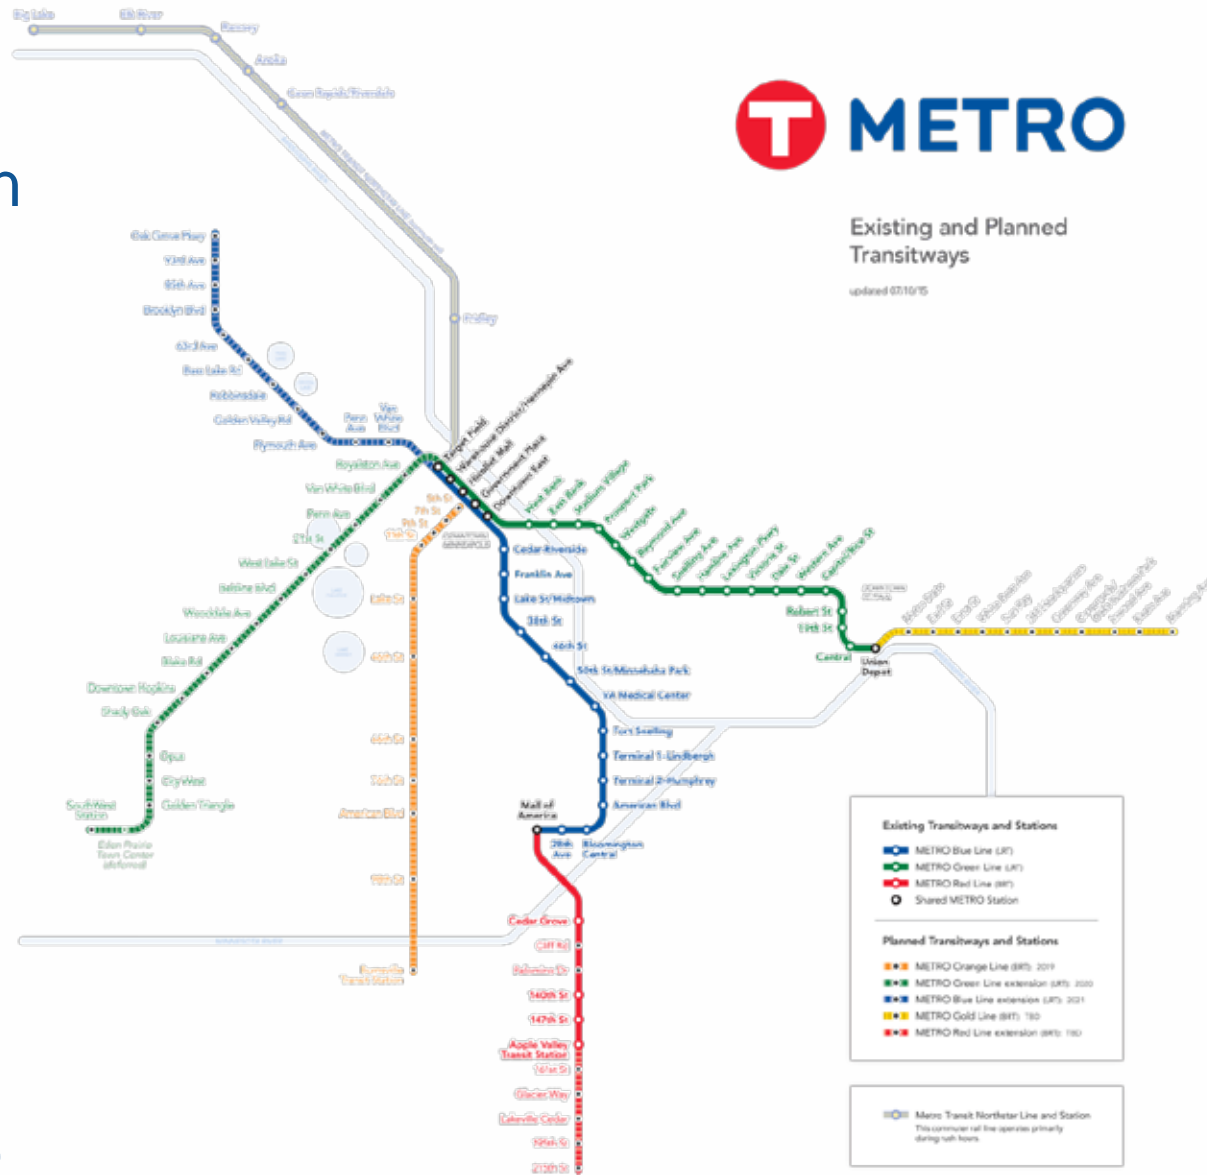 Big Lake
Elk River
Ramsey
Anoka
Coon Rapids/Riverdale
n
T METRO
Existing and Planned
Transitways
updated 07/10/15
Oak Grove Pkwy
93rd Ave
85th Ave
Brooklyn Blvd
63rd Ave
Bass Lake Rd
Robbinsdale
Golden Valley Rd
Plymouth Ave
Penn
Ave
Van
White
Blvd
Fridley
Target Field
Warehouse District/Hennepin Ave
Nicollet Mall
Government Plaza
Downtown East
Royalston Ave
Van White Blvd
Penn Ave
21st St
West Lake St
Beltline Blvd
Wooddale Ave
Louisiana Ave
Blake Rd
Downtown Hopkins
Shady Oak
Opus
City West
Golden Triangle
SouthWest
Station
Eden Prairie
Town Center
(deferred)
5th St
7th St
9th St
11th St
Lake St
46th St
66th St
76th St
American Blvd
98th St
Burnsville
Transit Station
West Bank
East Bank
Stadium Village
Prospect Park
Westgate
Raymond Ave
Fairview Ave
Snelling Ave
Hamline Ave
Lexington Pkwy
Victoria St
Dale St
Western Ave
Capitol/Rice St
Robert St
10th St
Central
Union
Depot
Cedar-Riverside
Franklin Ave
Lake St/Midtown
38th St
46th St
50th St/Minnehaha Park
VA Medical Center
Fort Snelling
Terminal 1-Lindbergh
Terminal 2-Humphrey
American Blvd
Bloomington
Central
28th
Ave
Mall of
America
Cedar Grove
Cliff Rd
Palomino Dr
140th St
147th St
Apple Valley
Transit Station
161st St
Glacier Way
Lakeville Cedar
215th St
Existing Transitways and Stations
METRO Blue Line (LRT)
METRO Green Line (LRT)
METRO Red Line (BRT)
Shared METRO Station
Planned Transitways and Stations
METRO Orange Line (BRT): 2019
METRO Green Line extension (LRT): 2020
METRO Blue Line extension (LRT): 2021
METRO Gold Line (BRT): TBD
METRO Red Line extension (BRT): TBD
Metro Transit Northstar Line and Station
This commuter rail line operates primarily
during rush hours.